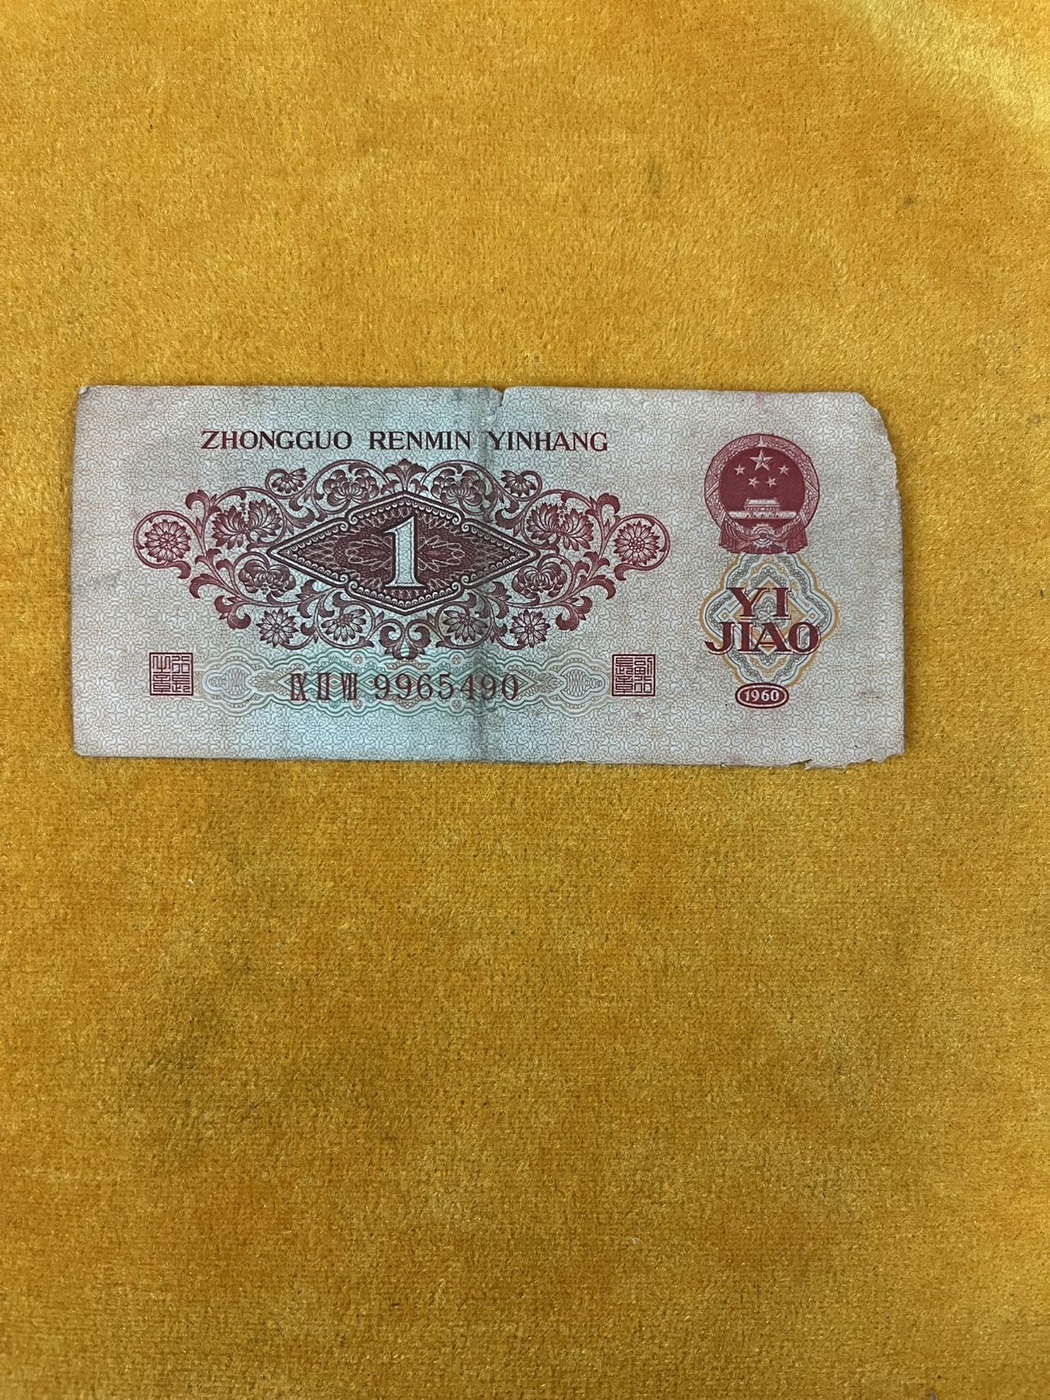 ZHONGGUO RENMIN YINHANG
1
YI
JIAO
IX II VII 9965490
1960